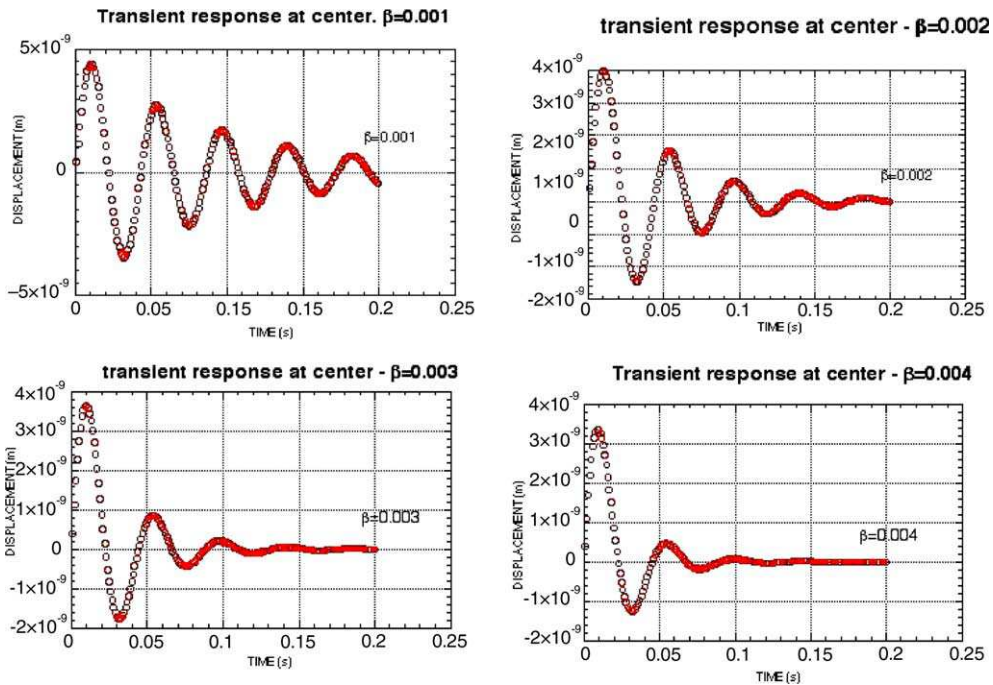 Transient response at center. β=0.001
5×10⁻⁹
0
−5×10⁻⁹
DISPLACEMENT(m)
β=0.001
0 0.05 0.1 0.15 0.2 0.25
TIME (s)
transient response at center - β=0.002
4×10⁻⁹
2×10⁻⁹
1×10⁻⁹
0
-1×10⁻⁹
-2×10⁻⁹
DISPLACEMENT(m)
β=0.002
0 0.05 0.10 0.15 0.20 0.25
TIME (s)
transient response at center - β=0.003
4×10⁻⁹
3×10⁻⁹
2×10⁻⁹
1×10⁻⁹
0
-1×10⁻⁹
-2×10⁻⁹
DISPLACEMENT(m)
β=0.003
0 0.05 0.1 0.15 0.2 0.25
TIME (s)
Transient response at center - β=0.004
4×10⁻⁹
3×10⁻⁹
2×10⁻⁹
1×10⁻⁹
0
-1×10⁻⁹
-2×10⁻⁹
DISPLACEMENT(m)
β=0.004
0 0.05 0.1 0.15 0.2 0.25
TIME (s)